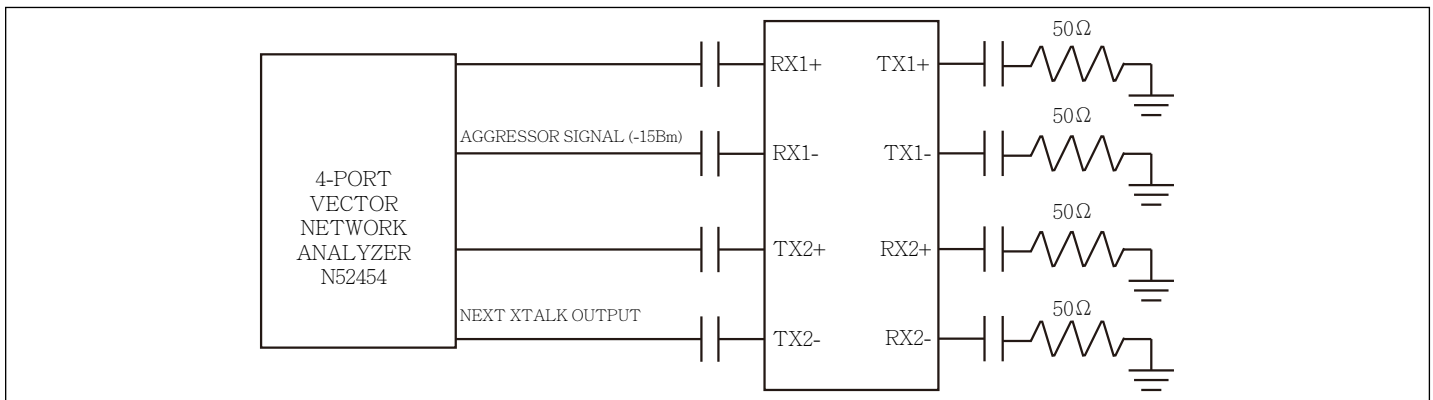 50Ω
RX1+ TX1+
50Ω
AGGRESSOR SIGNAL (-15Bm)
RX1- TX1-
4-PORT
VECTOR
NETWORK
ANALYZER
N52454
50Ω
TX2+ RX2+
50Ω
NEXT XTALK OUTPUT
TX2- RX2-